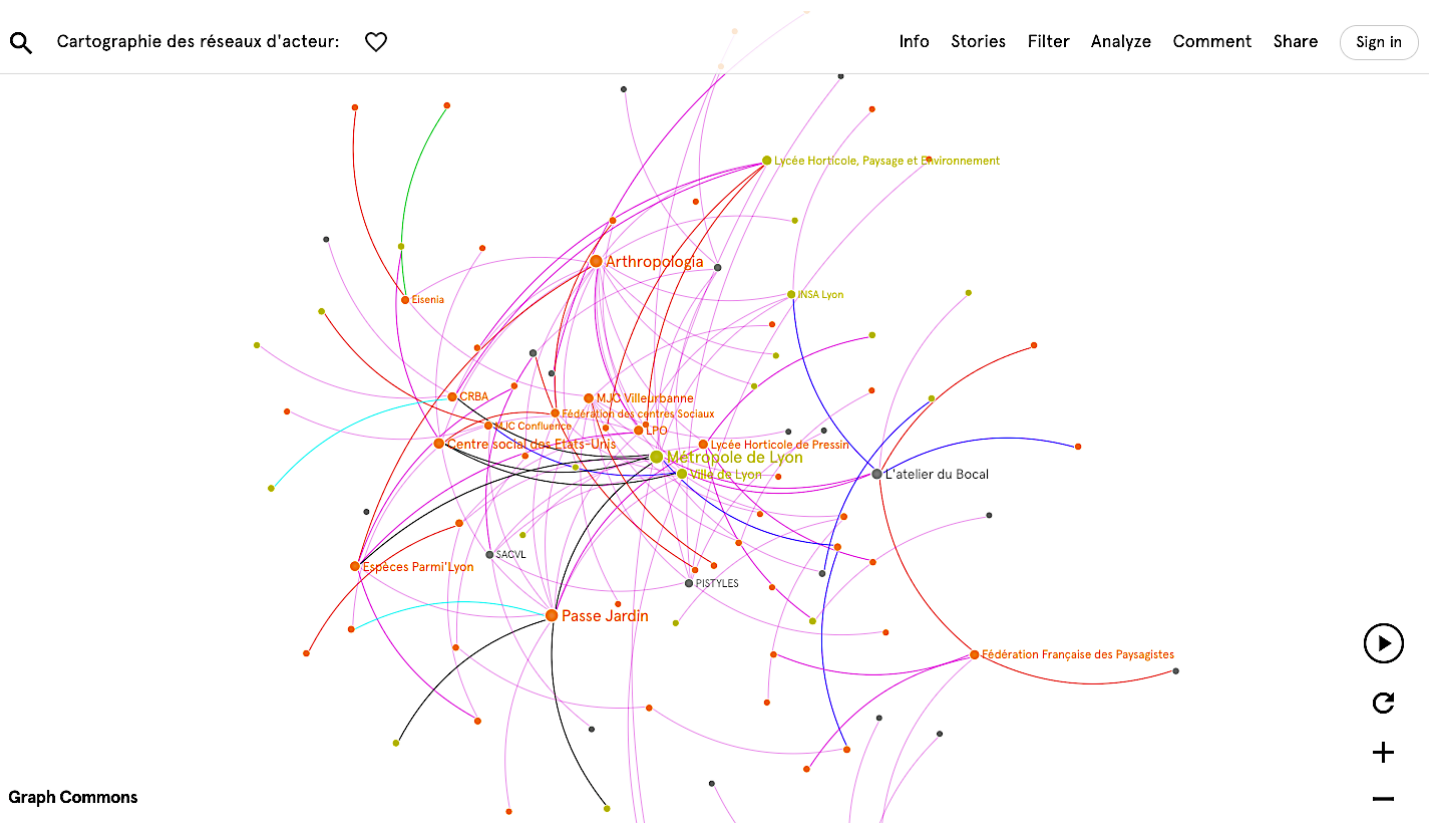 Cartographie des réseaux d'acteur:
Info
Stories
Filter
Analyze
Comment
Share
Sign in
Lycée Horticole, Paysage et Environnement
Arthropologia
INSA Lyon
Eisenia
CRBA
MJC Villeurbanne
Fédération des centres Sociaux
MJC Confluence
LPO
Centre social des Etats-Unis
Lycée Horticole de Pressin
Métropole de Lyon
Ville de Lyon
L'atelier du Bocal
SACVL
Espèces Parmi'Lyon
PISTYLES
Passe Jardin
Fédération Française des Paysagistes
Graph Commons